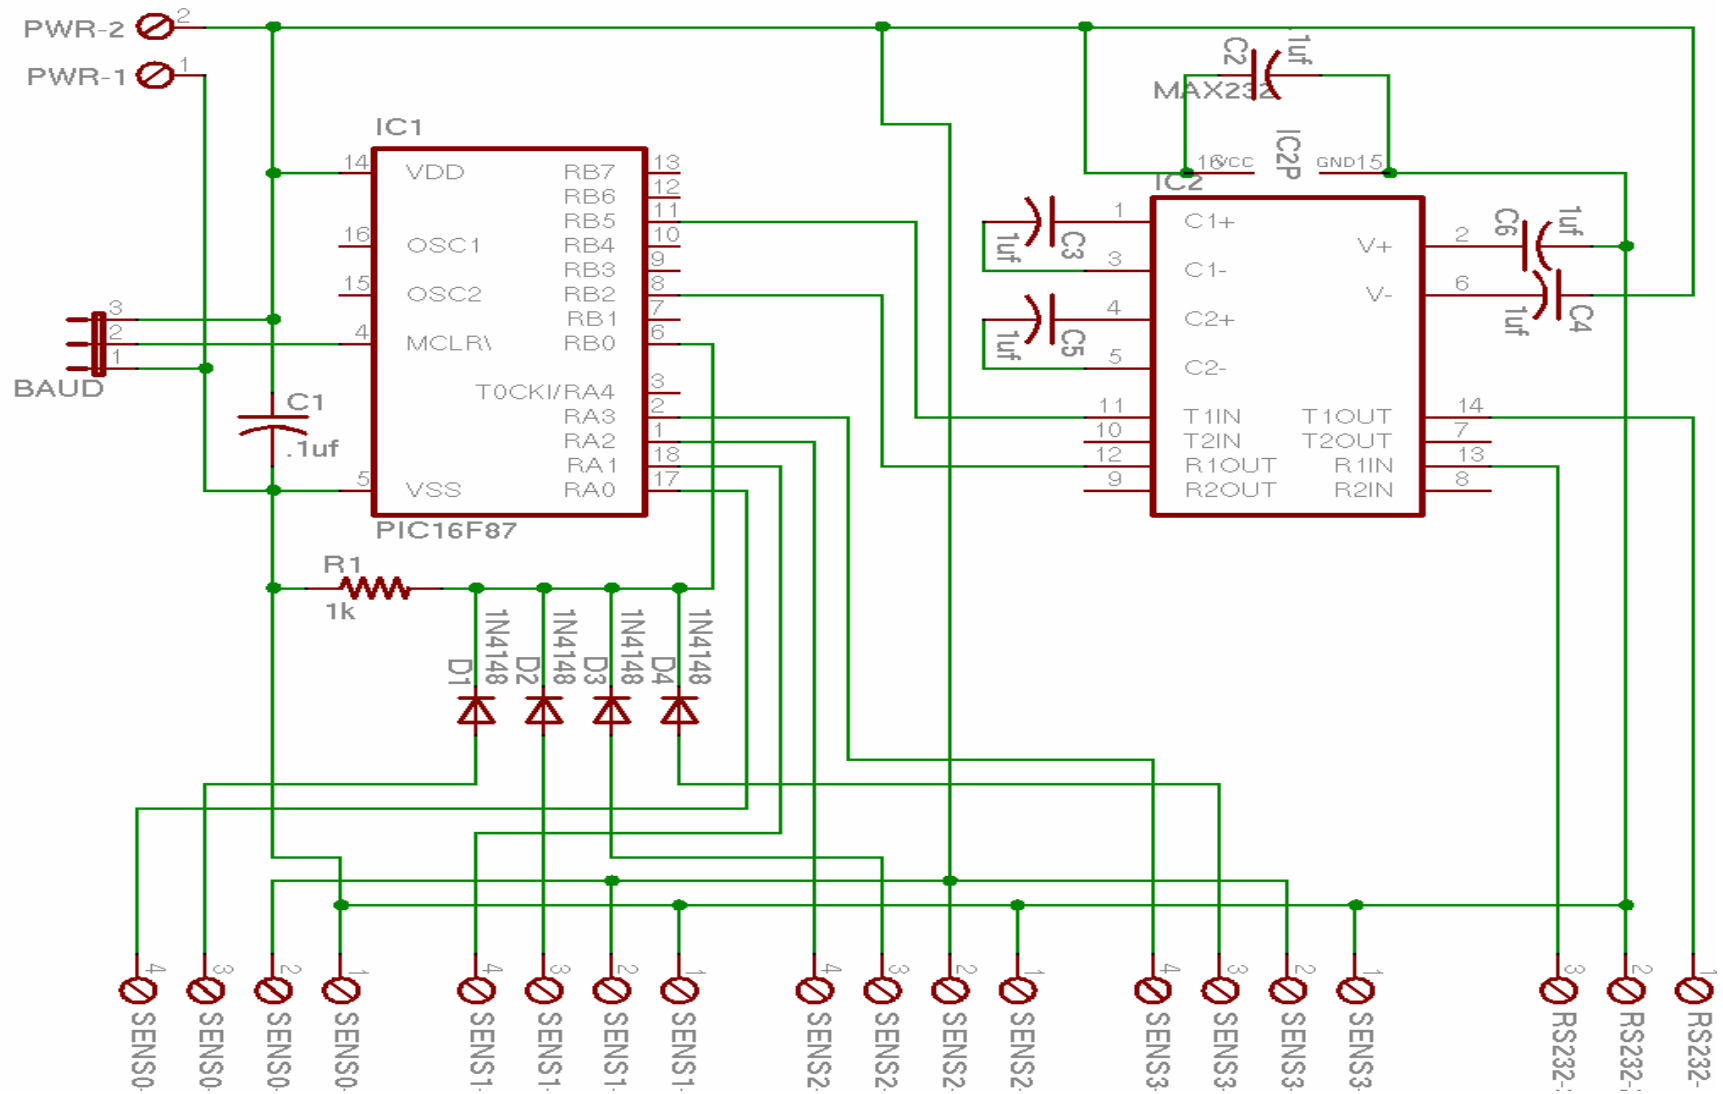 PWR-2
2
PWR-1
1
C2
1uf
MAX232
IC1
14
VDD
RB7
13
RB6
12
RB5
11
16
OSC1
RB4
10
RB3
9
15
OSC2
RB2
8
RB1
7
4
MCLR\
RB0
6
T0CKI/RA4
3
RA3
2
RA2
1
RA1
18
5
VSS
RA0
17
PIC16F87
3
2
1
BAUD
C1
.1uf
R1
1k
1N4148
D1
1N4148
D2
1N4148
D3
1N4148
D4
16
VCC
IC2P
GND
15
IC2
1
C1+
C3
1uf
3
C1-
4
C2+
C5
1uf
5
C2-
11
T1IN
10
T2IN
12
R1OUT
9
R2OUT
V+
2
C6
1uf
V-
6
1uf
C4
T1OUT
14
T2OUT
7
R1IN
13
R2IN
8
4
3
2
1
4
3
2
1
4
3
2
1
4
3
2
1
3
2
1
SENS0-
SENS0-
SENS0-
SENS0-
SENS1-
SENS1-
SENS1-
SENS1-
SENS2-
SENS2-
SENS2-
SENS2-
SENS3-
SENS3-
SENS3-
SENS3-
RS232-
RS232-
RS232-